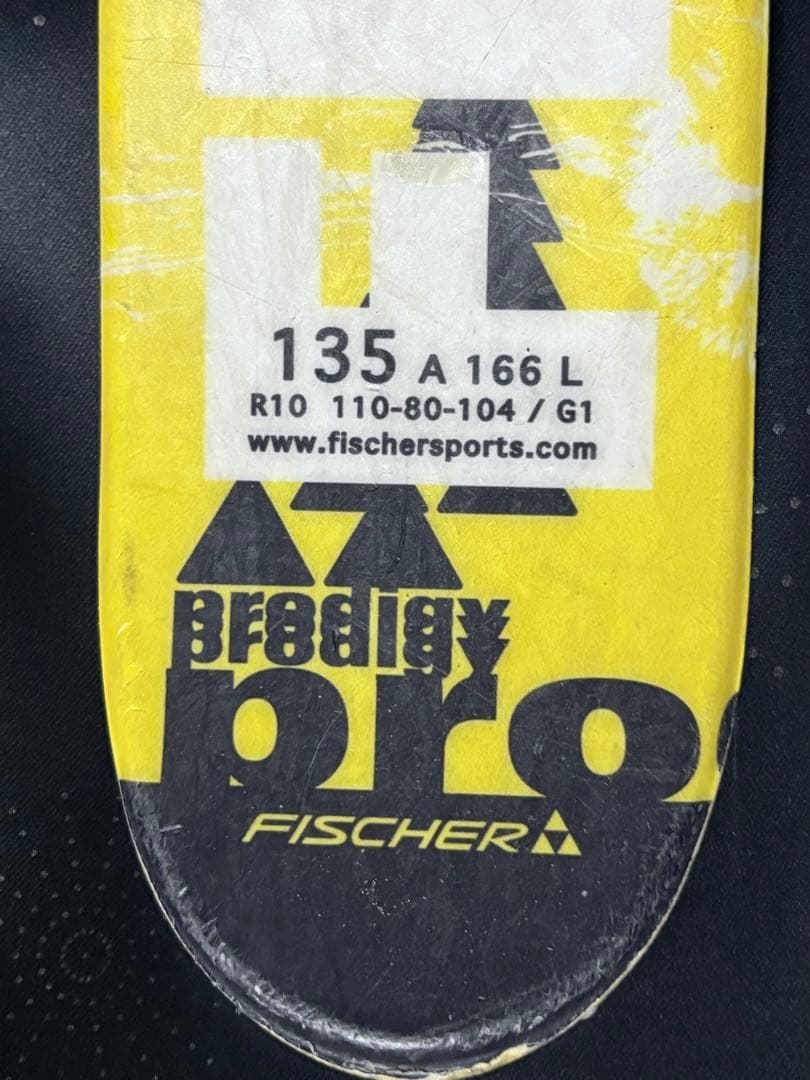 135 A 166 L
R10 110-80-104 / G1
www.fischersports.com
prodigy
prodigy
pro
FISCHER